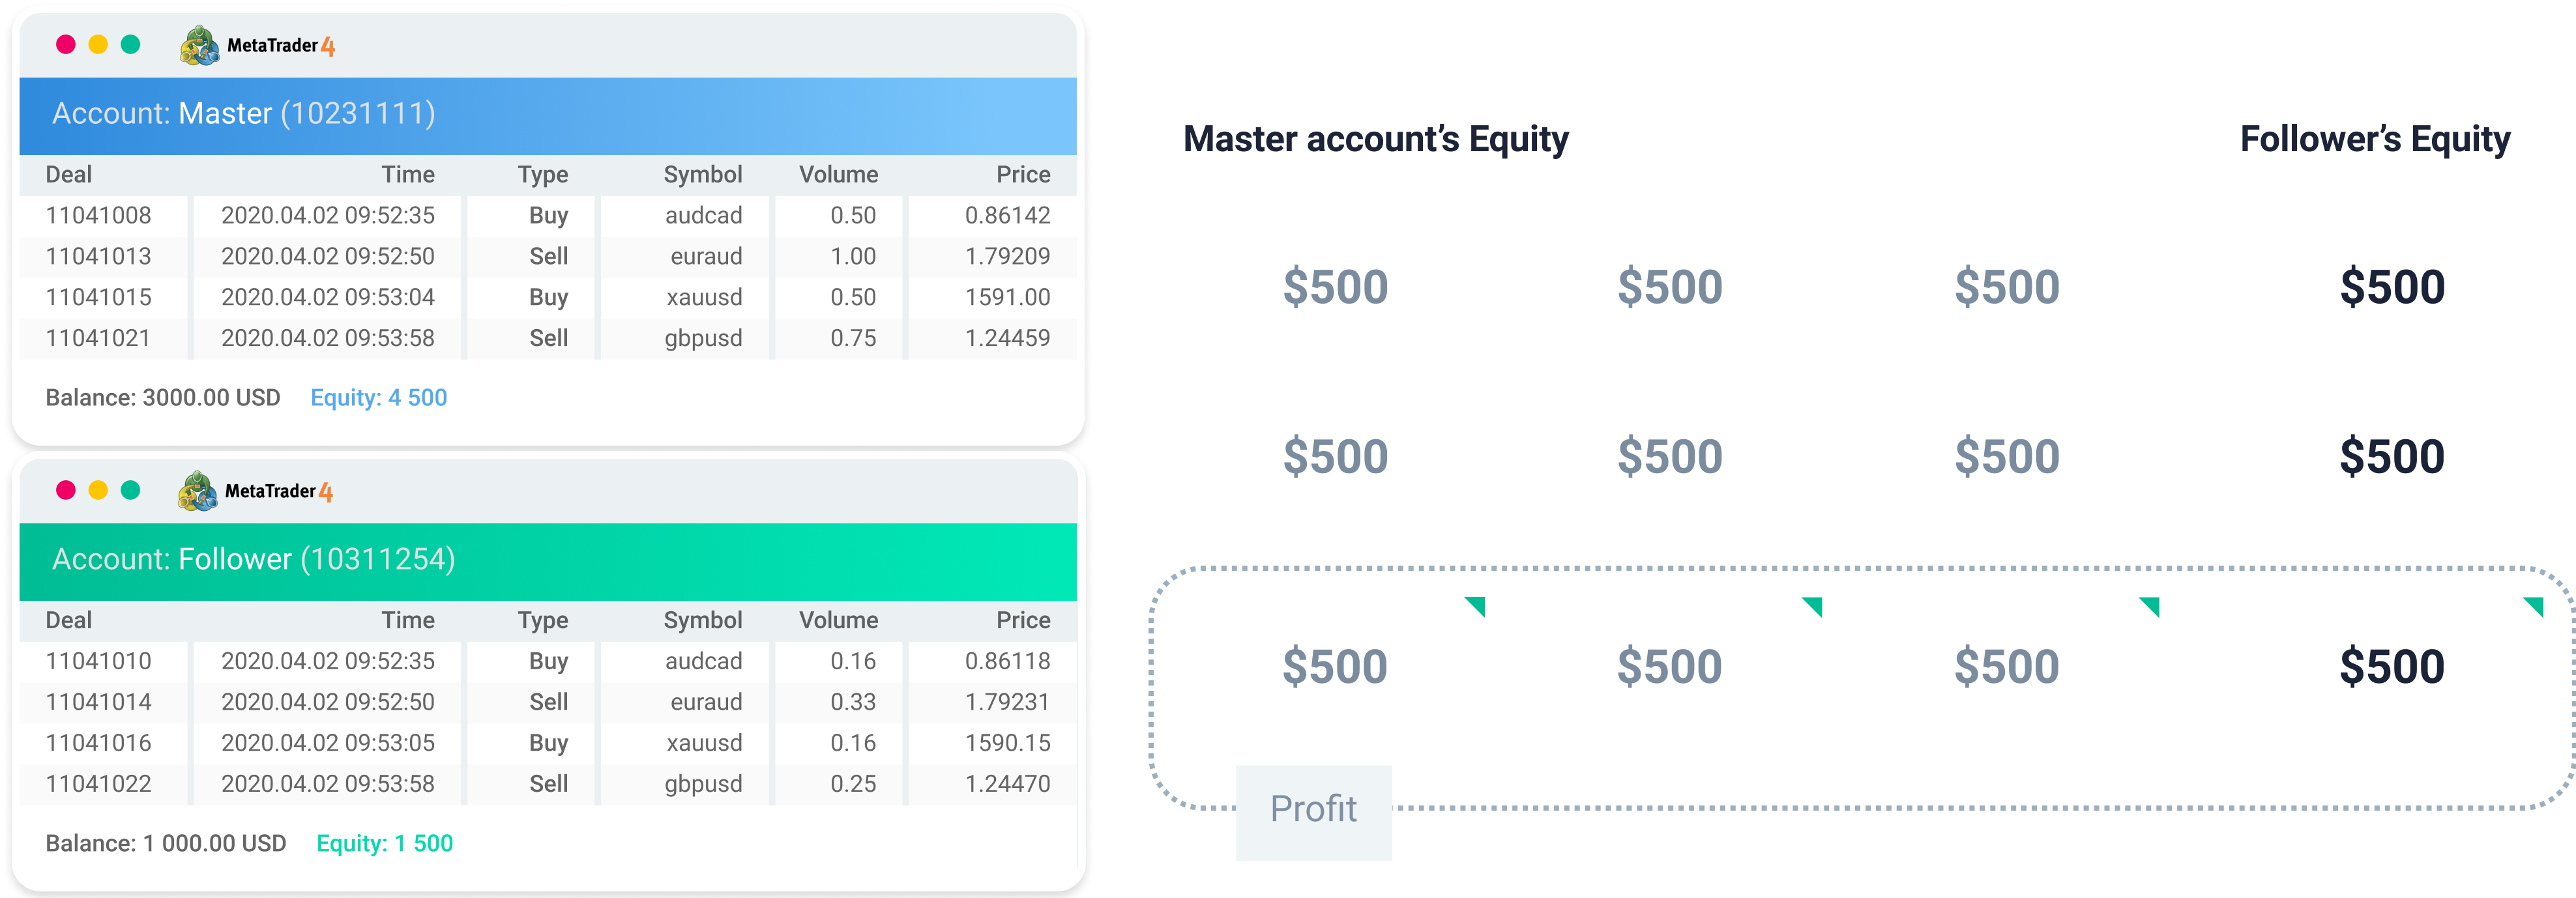 MetaTrader 4
Account: Master (10231111)
Deal Time Type Symbol Volume Price
11041008 2020.04.02 09:52:35 Buy audcad 0.50 0.86142
11041013 2020.04.02 09:52:50 Sell euraud 1.00 1.79209
11041015 2020.04.02 09:53:04 Buy xauusd 0.50 1591.00
11041021 2020.04.02 09:53:58 Sell gbpusd 0.75 1.24459
Balance: 3000.00 USD Equity: 4 500
MetaTrader 4
Account: Follower (10311254)
Deal Time Type Symbol Volume Price
11041010 2020.04.02 09:52:35 Buy audcad 0.16 0.86118
11041014 2020.04.02 09:52:50 Sell euraud 0.33 1.79231
11041016 2020.04.02 09:53:05 Buy xauusd 0.16 1590.15
11041022 2020.04.02 09:53:58 Sell gbpusd 0.25 1.24470
Balance: 1 000.00 USD Equity: 1 500
Master account’s Equity Follower’s Equity
$500 $500 $500 $500
$500 $500 $500 $500
$500 $500 $500 $500
Profit